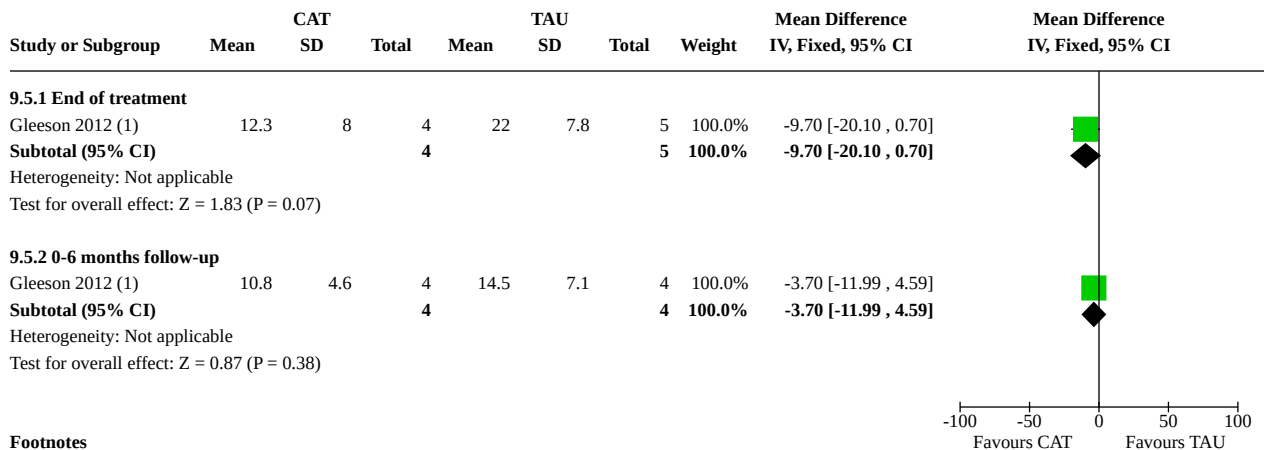 CAT TAU Mean Difference Mean Difference
Study or Subgroup Mean SD Total Mean SD Total Weight IV, Fixed, 95% CI IV, Fixed, 95% CI
9.5.1 End of treatment
Gleeson 2012 (1) 12.3 8 4 22 7.8 5 100.0% -9.70 [-20.10 , 0.70]
Subtotal (95% CI) 4 5 100.0% -9.70 [-20.10 , 0.70]
Heterogeneity: Not applicable
Test for overall effect: Z = 1.83 (P = 0.07)
9.5.2 0-6 months follow-up
Gleeson 2012 (1) 10.8 4.6 4 14.5 7.1 4 100.0% -3.70 [-11.99 , 4.59]
Subtotal (95% CI) 4 4 100.0% -3.70 [-11.99 , 4.59]
Heterogeneity: Not applicable
Test for overall effect: Z = 0.87 (P = 0.38)
-100 -50 0 50 100
Footnotes Favours CAT Favours TAU